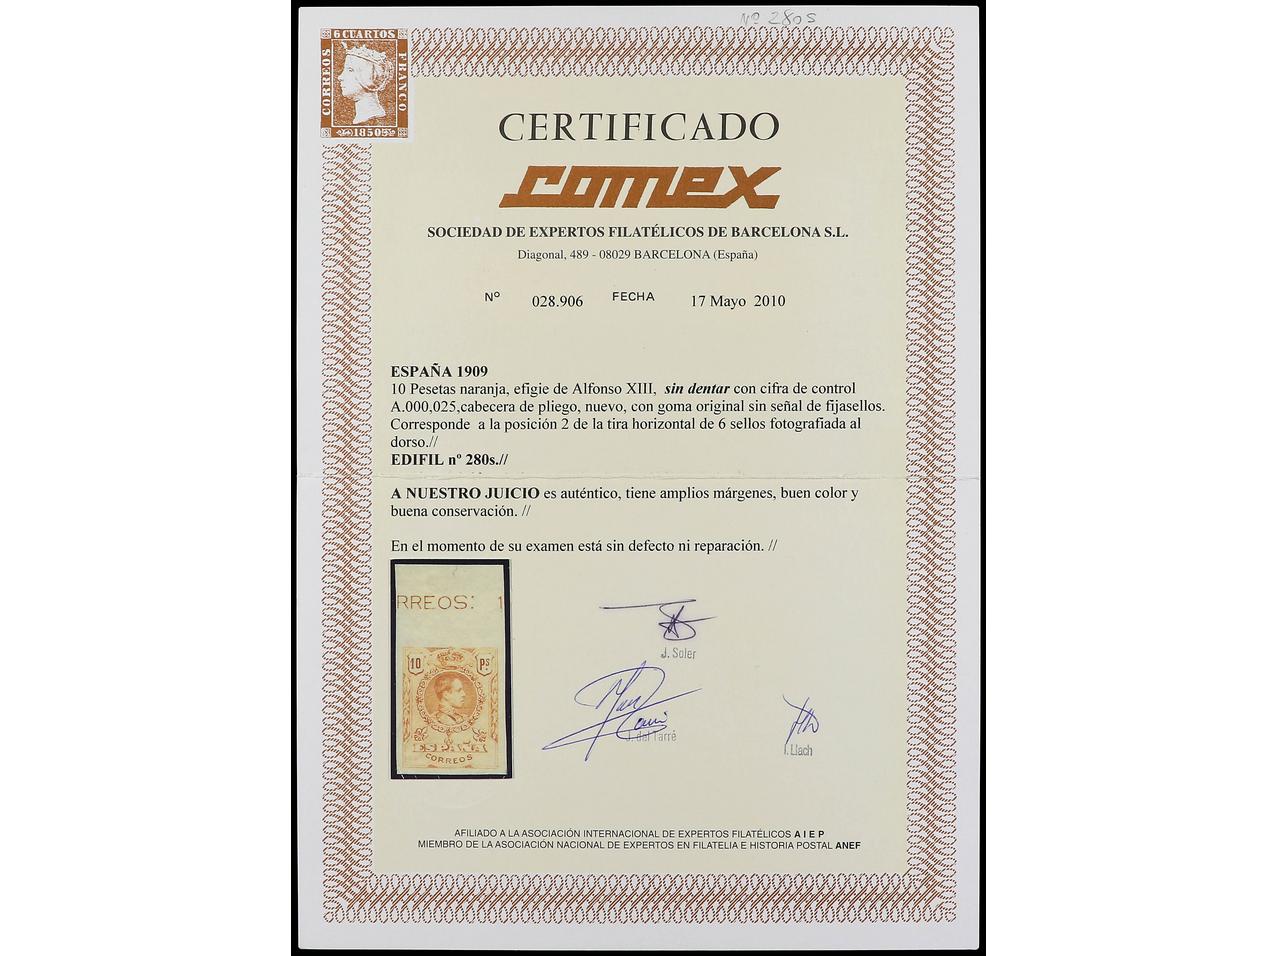 Nº 280s
6 CUARTOS
CORREOS
FRANCO
1850
CERTIFICADO
comex
SOCIEDAD DE EXPERTOS FILATÉLICOS DE BARCELONA S.L.
Diagonal, 489 - 08029 BARCELONA (España)
Nº 028.906 FECHA 17 Mayo 2010
ESPAÑA 1909
10 Pesetas naranja, efigie de Alfonso XIII, sin dentar con cifra de control
A.000,025,cabecera de pliego, nuevo, con goma original sin señal de fijasellos.
Corresponde a la posición 2 de la tira horizontal de 6 sellos fotografiada al
dorso.//
EDIFIL nº 280s.//
A NUESTRO JUICIO es auténtico, tiene amplios márgenes, buen color y
buena conservación. //
En el momento de su examen está sin defecto ni reparación. //
RREOS: 1
10 Ps
ESPAÑA
CORREOS
J. Soler
J. dal Tarré
I. Llach
AFILIADO A LA ASOCIACIÓN INTERNACIONAL DE EXPERTOS FILATÉLICOS A I E P
MIEMBRO DE LA ASOCIACIÓN NACIONAL DE EXPERTOS EN FILATELIA E HISTORIA POSTAL ANEF